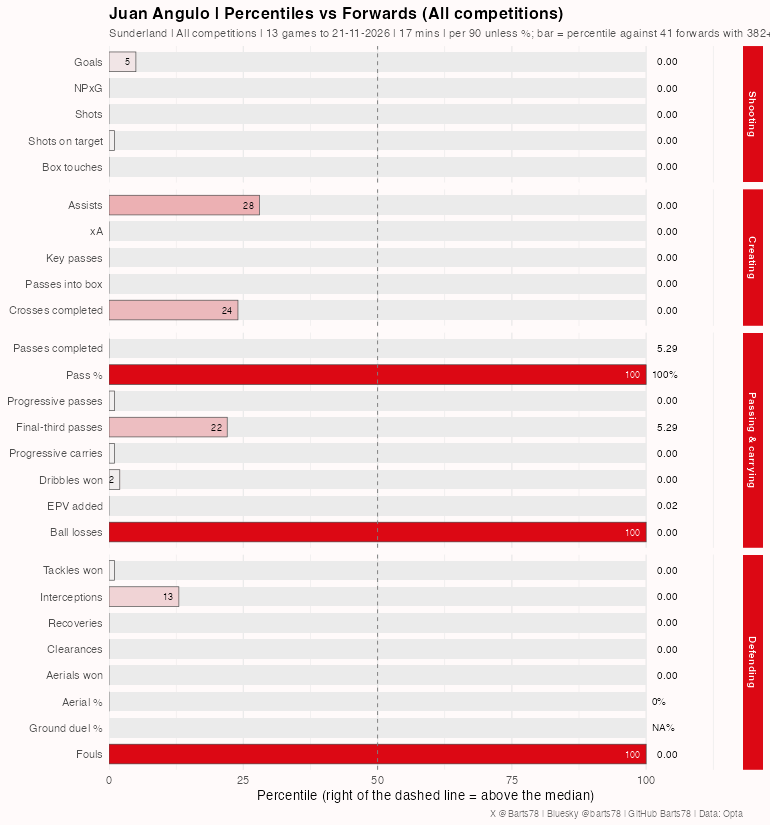 Juan Angulo | Percentiles vs Forwards (All competitions)
Sunderland | All competitions | 13 games to 21-11-2026 | 17 mins | per 90 unless %; bar = percentile against 41 forwards with 382+
Shooting
Goals 5 0.00
NPxG 0.00
Shots 0.00
Shots on target 0.00
Box touches 0.00
Creating
Assists 28 0.00
xA 0.00
Key passes 0.00
Passes into box 0.00
Crosses completed 24 0.00
Passing & carrying
Passes completed 5.29
Pass % 100 100%
Progressive passes 0.00
Final-third passes 22 5.29
Progressive carries 0.00
Dribbles won 2 0.00
EPV added 0.02
Ball losses 100 0.00
Defending
Tackles won 0.00
Interceptions 13 0.00
Recoveries 0.00
Clearances 0.00
Aerials won 0.00
Aerial % 0%
Ground duel % NA%
Fouls 100 0.00
0 25 50 75 100
Percentile (right of the dashed line = above the median)
X @Barts78 | Bluesky @barts78 | GitHub Barts78 | Data: Opta